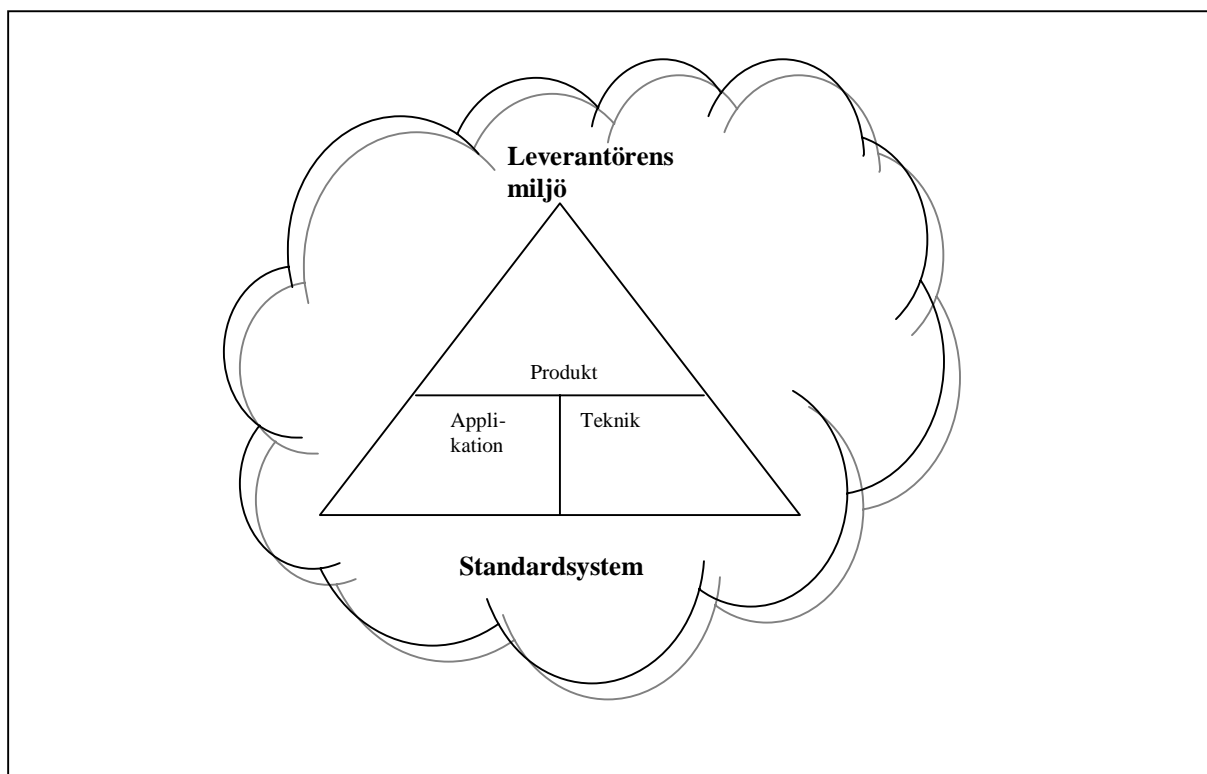 Leverantörens
miljö
Produkt
Appli-
kation
Teknik
Standardsystem